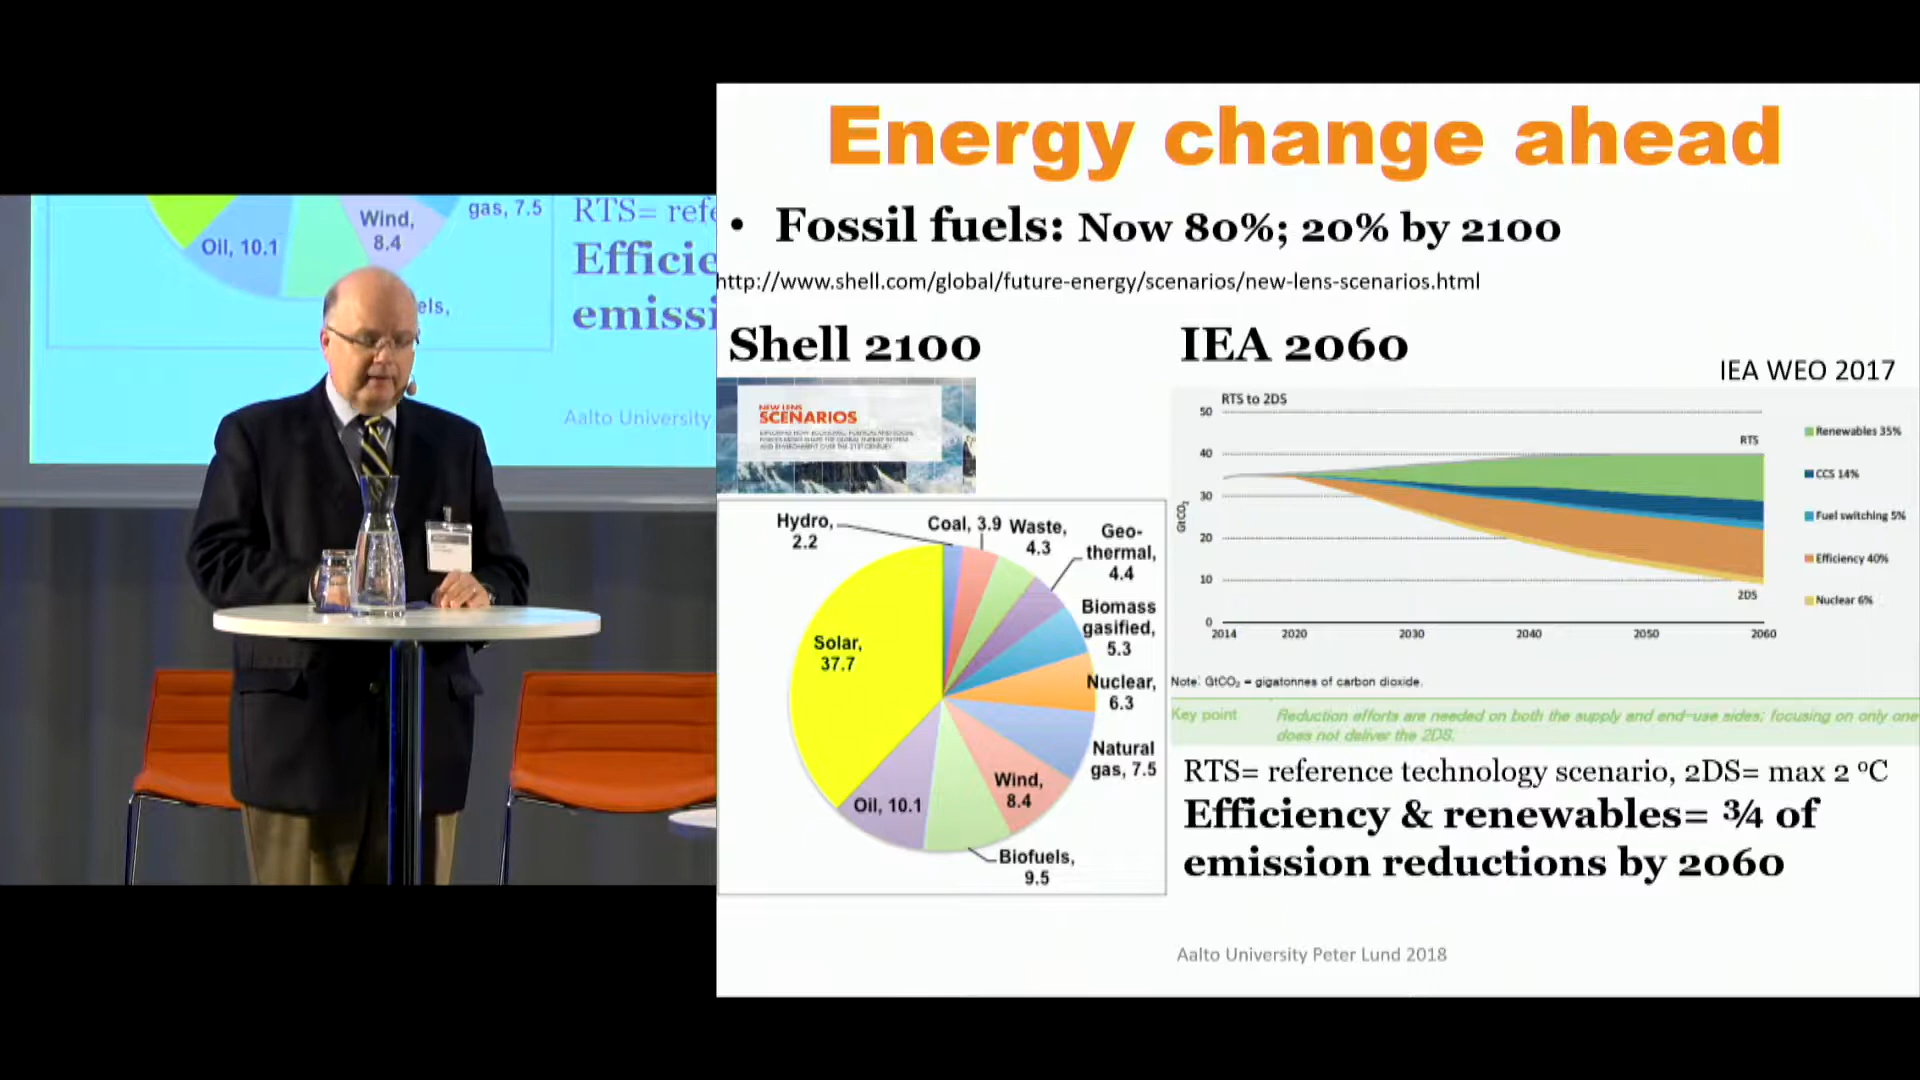 gas, 7.5
Wind,
8.4
Oil, 10.1
els,
RTS= refe
Efficie
emissi
Aalto University
Energy change ahead
• Fossil fuels: Now 80%; 20% by 2100
http://www.shell.com/global/future-energy/scenarios/new-lens-scenarios.html
Shell 2100
NEW LENS
SCENARIOS
Hydro,
2.2
Coal, 3.9
Waste,
4.3
Geo-
thermal,
4.4
Biomass
gasified,
5.3
Nuclear,
6.3
Natural
gas, 7.5
Wind,
8.4
Biofuels,
9.5
Oil, 10.1
Solar,
37.7
IEA 2060
IEA WEO 2017
RTS to 2DS
50
40
30
20
10
0
GtCO₂
2014
2020
2030
2040
2050
2060
RTS
2DS
Renewables 35%
CCS 14%
Fuel switching 5%
Efficiency 40%
Nuclear 6%
Note: GtCO₂ = gigatonnes of carbon dioxide.
Key point
Reduction efforts are needed on both the supply and end-use sides; focusing on only one
does not deliver the 2DS.
RTS= reference technology scenario, 2DS= max 2 ºC
Efficiency & renewables= ¾ of
emission reductions by 2060
Aalto University Peter Lund 2018